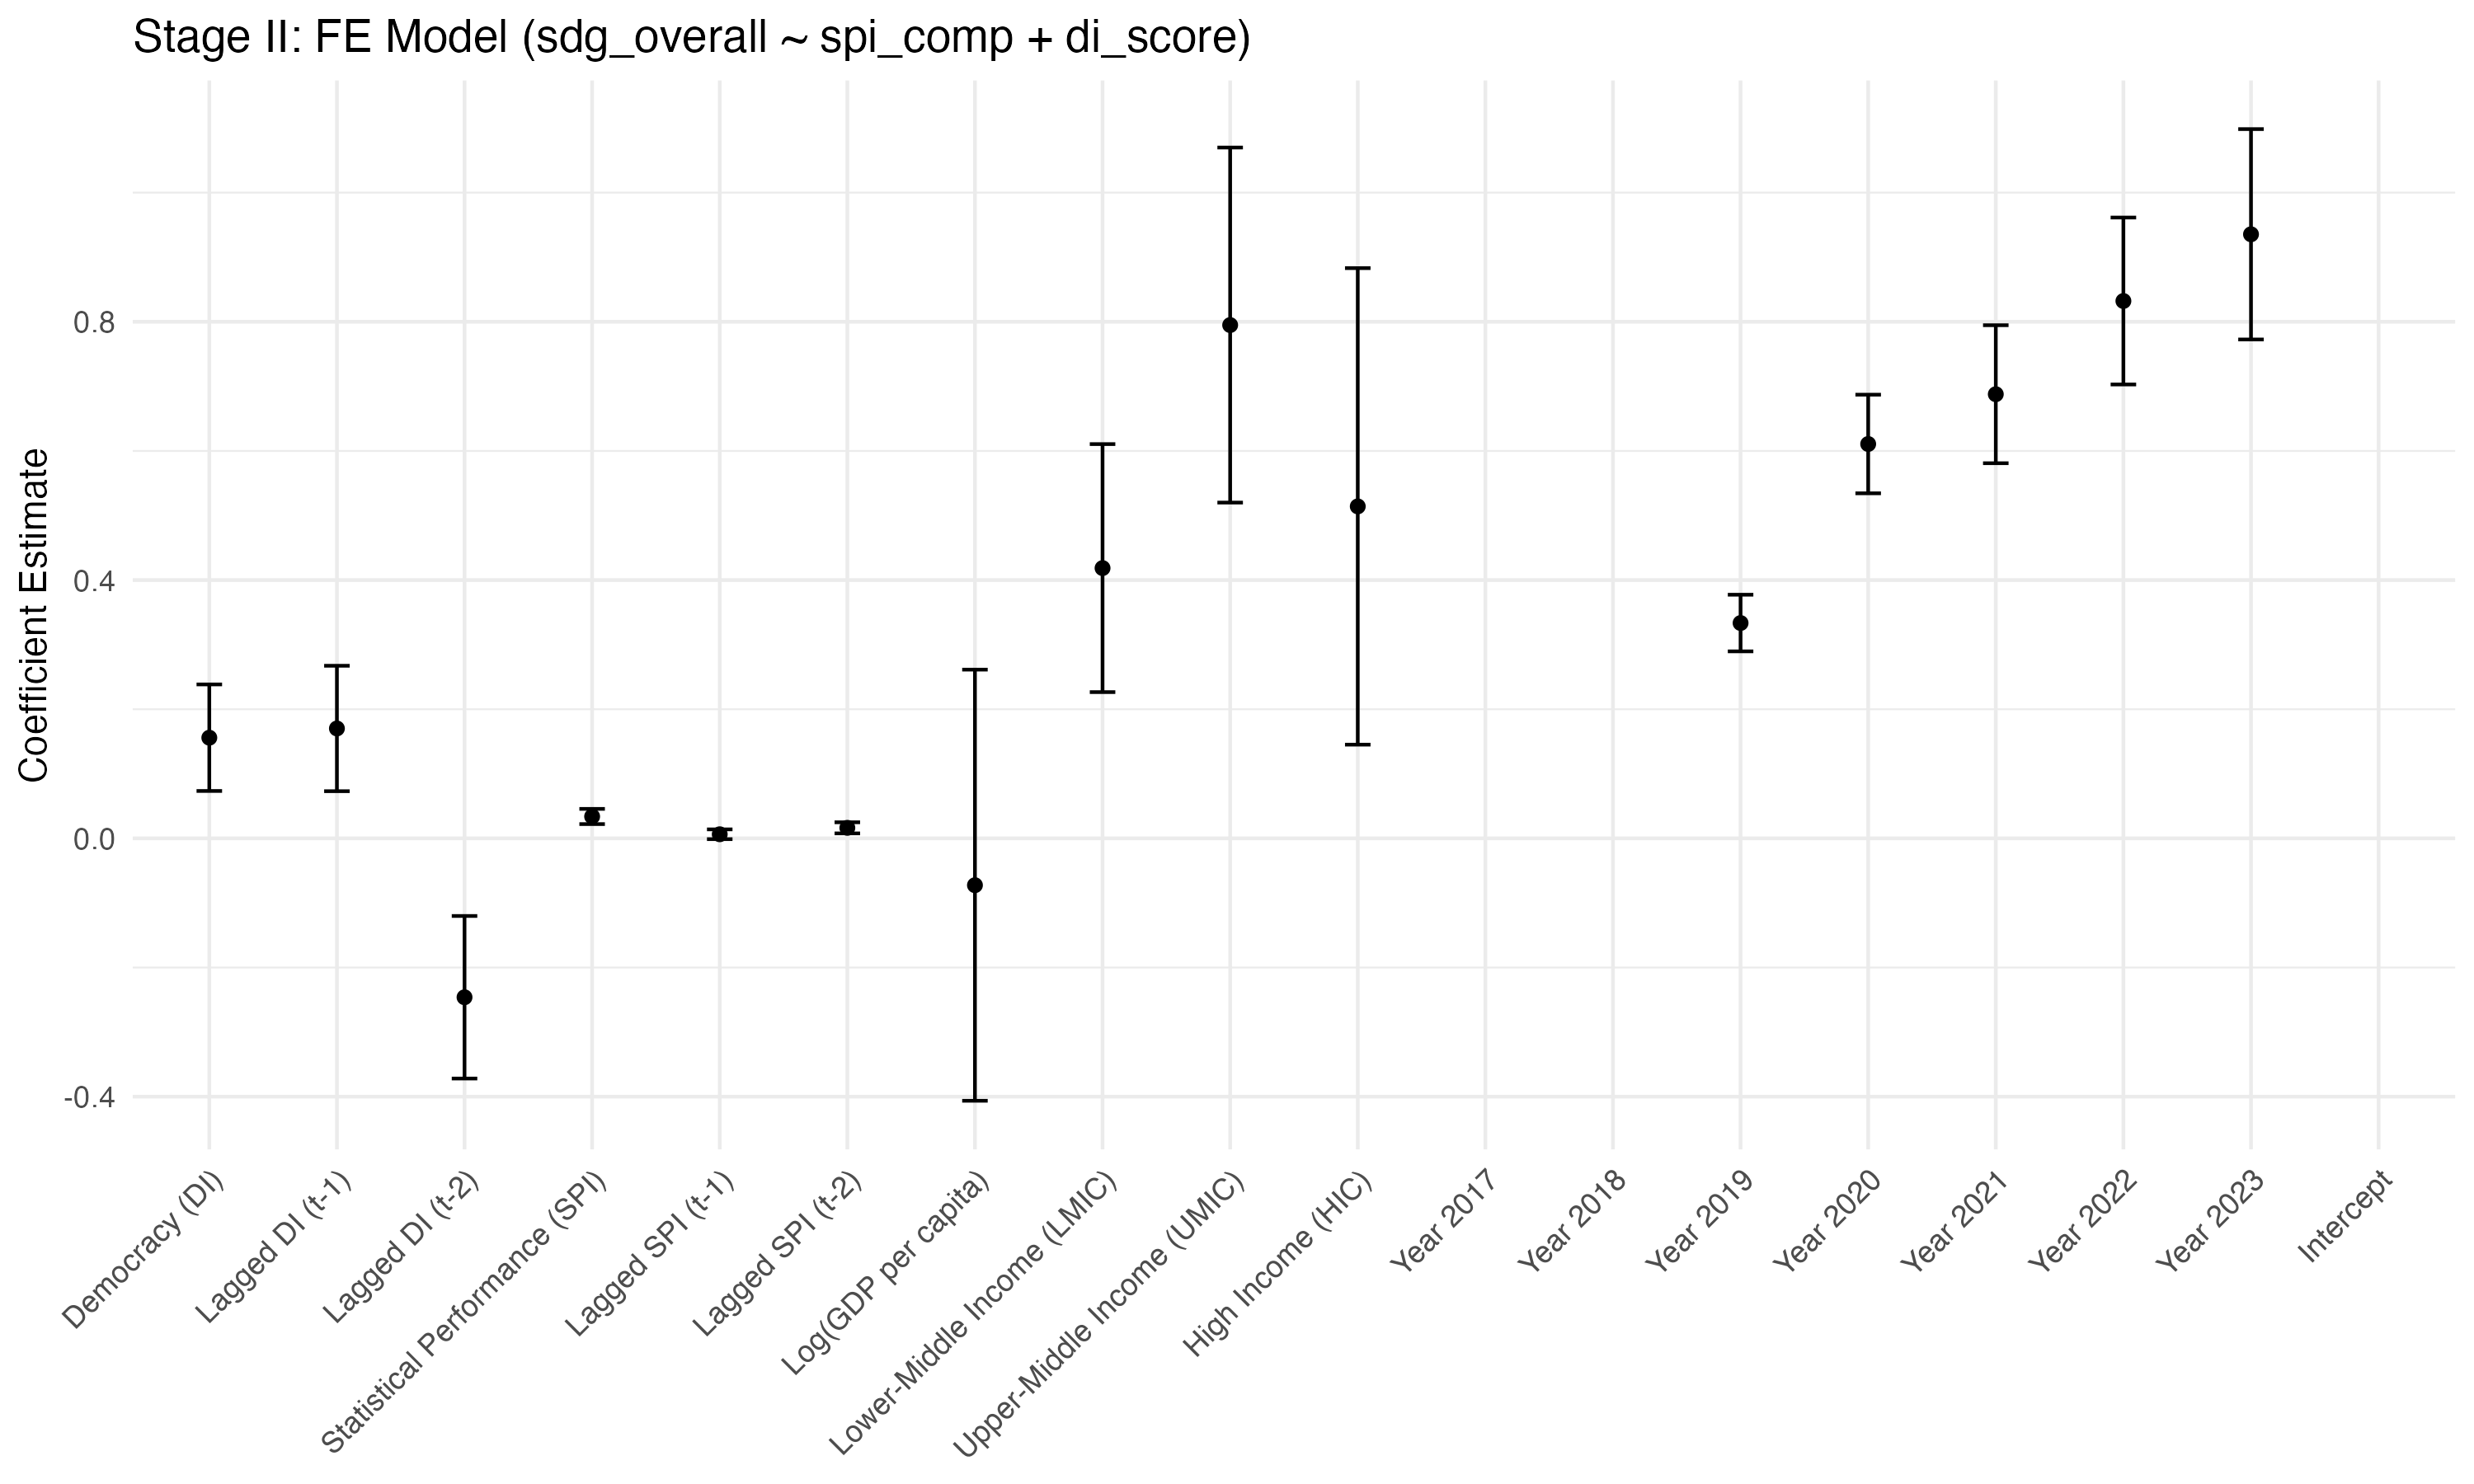 Stage II: FE Model (sdg_overall ~ spi_comp + di_score)
Coefficient Estimate
0.8
0.4
0.0
-0.4
Democracy (DI)
Lagged DI (t-1)
Lagged DI (t-2)
Statistical Performance (SPI)
Lagged SPI (t-1)
Lagged SPI (t-2)
Log(GDP per capita)
Lower-Middle Income (LMIC)
Upper-Middle Income (UMIC)
High Income (HIC)
Year 2017
Year 2018
Year 2019
Year 2020
Year 2021
Year 2022
Year 2023
Intercept